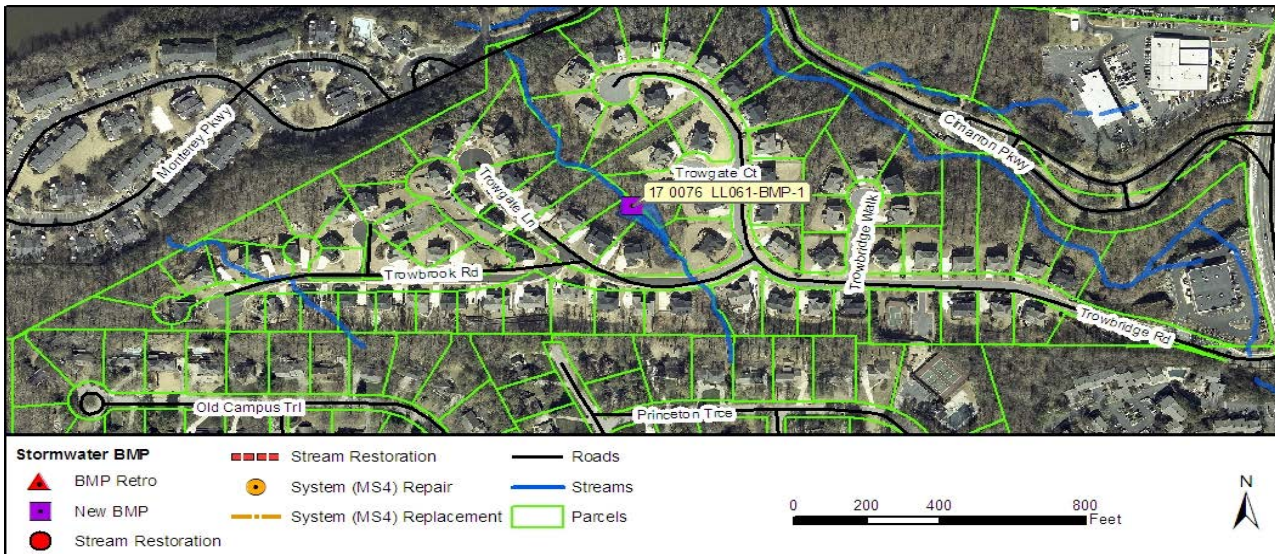 Monterey Pkwy
Cimarron Pkwy
Trowgate Ct
17 0076 LL061-BMP-1
Trowgate Ln
Trowbridge Walk
Trowbrook Rd
Trowbridge Rd
Old Campus Trl
Princeton Trce
Stormwater BMP
BMP Retro
New BMP
Stream Restoration
Stream Restoration
System (MS4) Repair
System (MS4) Replacement
Roads
Streams
Parcels
0 200 400 800
Feet
N